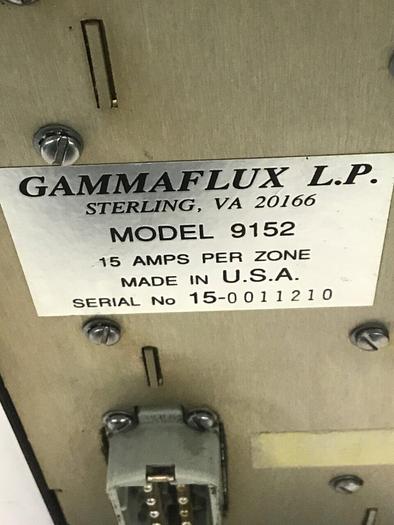 GAMMAFLUX L.P.
STERLING, VA 20166
MODEL 9152
15 AMPS PER ZONE
MADE IN U.S.A.
SERIAL No 15-0011210